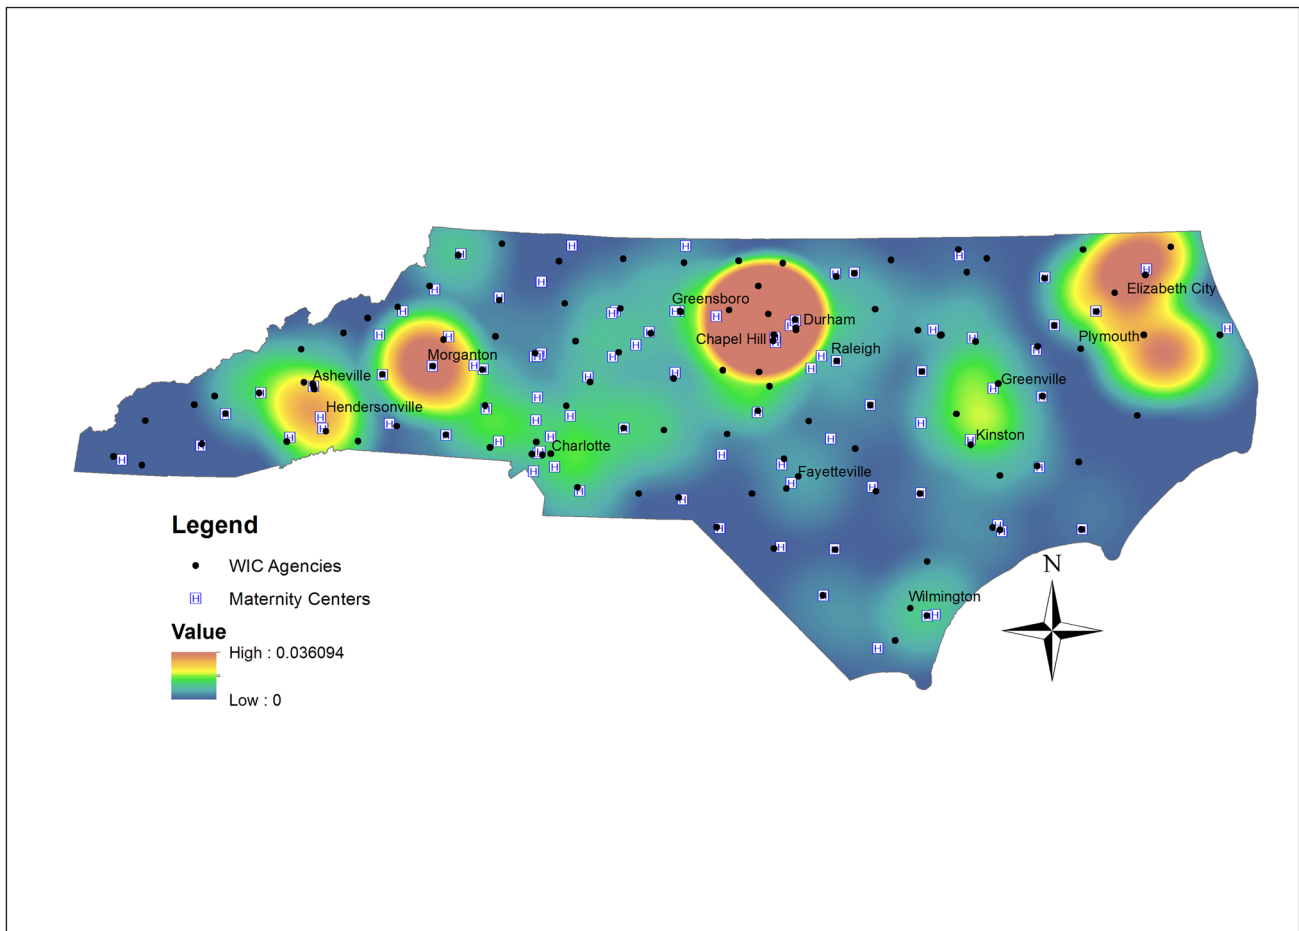 Greensboro
Durham
Chapel Hill
Raleigh
Elizabeth City
Plymouth
Morganton
Asheville
Hendersonville
Greenville
Kinston
Charlotte
Fayetteville
Wilmington
N
Legend
WIC Agencies
H Maternity Centers
Value
High : 0.036094
Low : 0